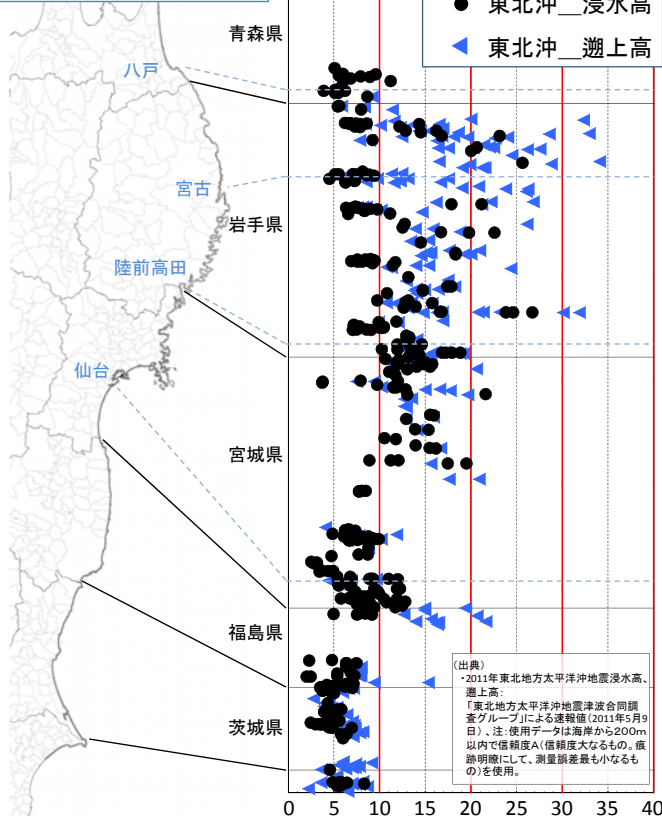 東北沖__浸水高
東北沖__遡上高
青森県
八戸
宮古
岩手県
陸前高田
仙台
宮城県
福島県
茨城県
(出典)
・2011年東北地方太平洋沖地震浸水高、
遡上高:
「東北地方太平洋沖地震津波合同調
査グループ」による速報値(2011年5月9
日)、注:使用データは海岸から200m
以内で信頼度A(信頼度大なるもの。痕
跡明瞭にして、測量誤差最も小なるも
の)を使用。
0 5 10 15 20 25 30 35 40